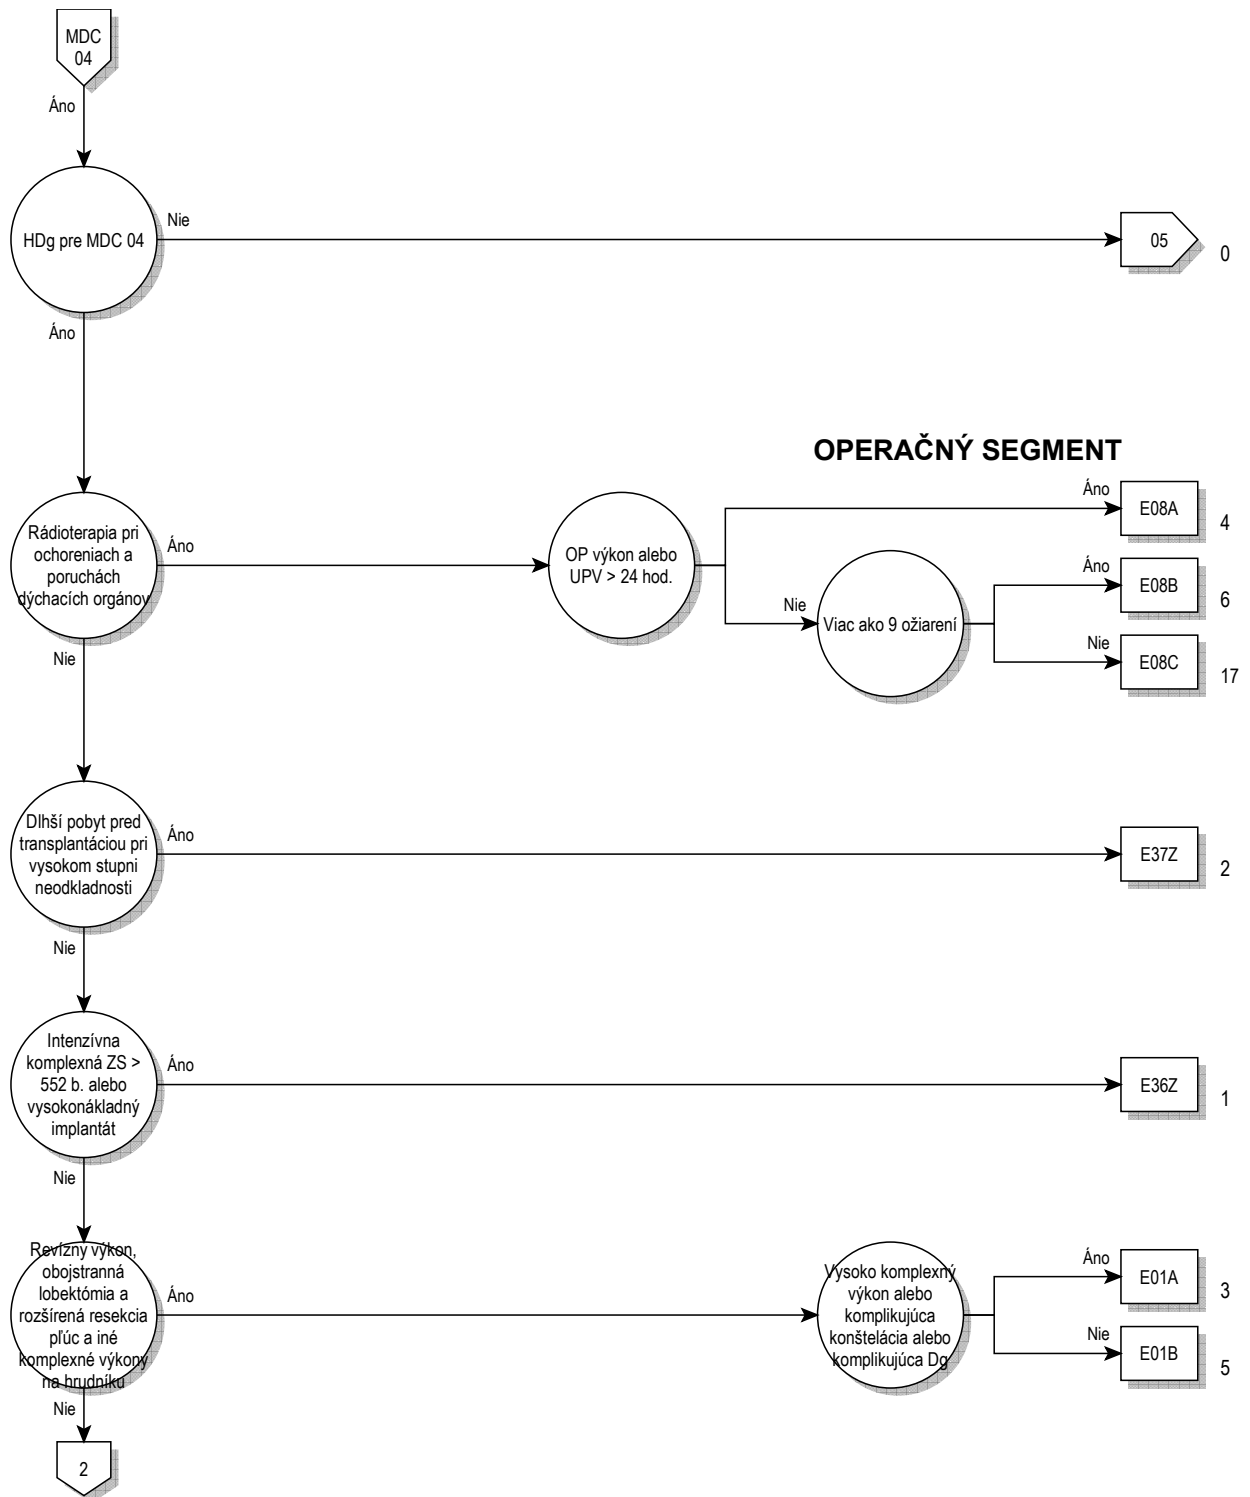 MDC
04
Áno
HDg pre MDC 04
Nie
05
0
Áno
OPERAČNÝ SEGMENT
Rádioterapia pri
ochoreniach a
poruchách
dýchacích orgánov
Áno
OP výkon alebo
UPV > 24 hod.
Áno
E08A
4
Nie
Viac ako 9 ožiarení
Áno
E08B
6
Nie
E08C
17
Nie
Dlhší pobyt pred
transplantáciou pri
vysokom stupni
neodkladnosti
Áno
E37Z
2
Nie
Intenzívna
komplexná ZS >
552 b. alebo
vysokonákladný
implantát
Áno
E36Z
1
Nie
Revízny výkon,
obojstranná
lobektómia a
rozšírená resekcia
pľúc a iné
komplexné výkony
na hrudníku
Áno
Vysoko komplexný
výkon alebo
komplikujúca
konštelácia alebo
komplikujúca Dg
Áno
E01A
3
Nie
E01B
5
Nie
2